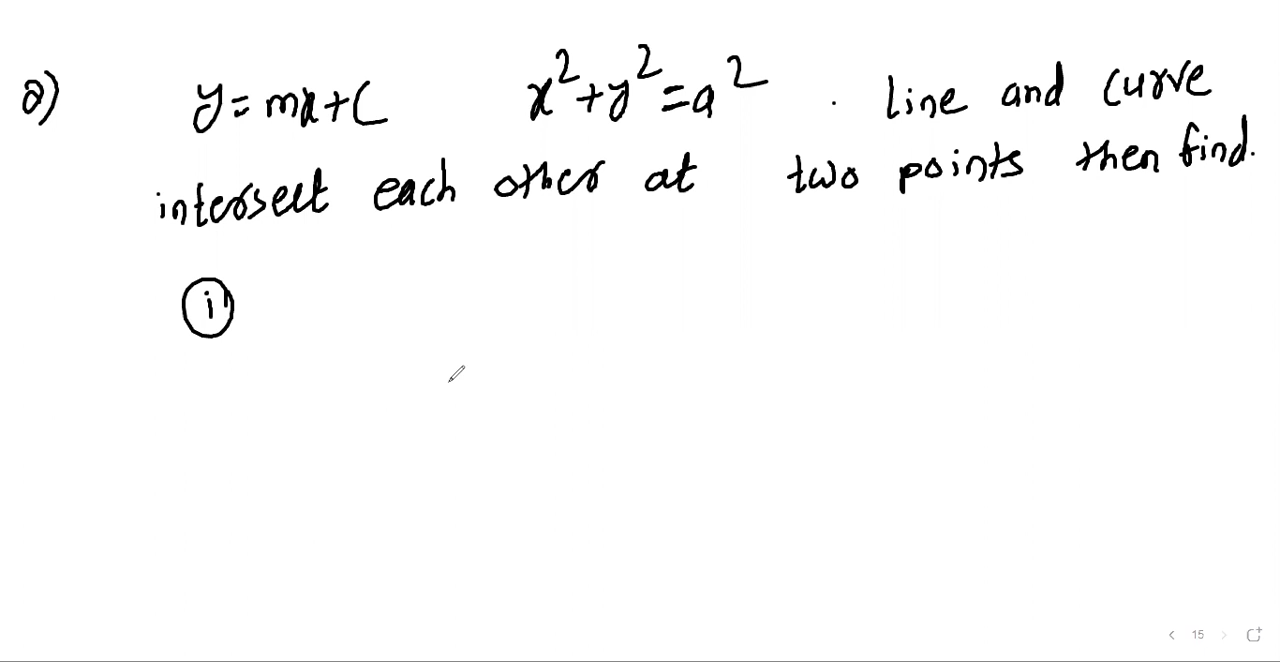 Q) y = mx + c x² + y² = a² . Line and curve
intersect each other at two points then find.
(i)
15